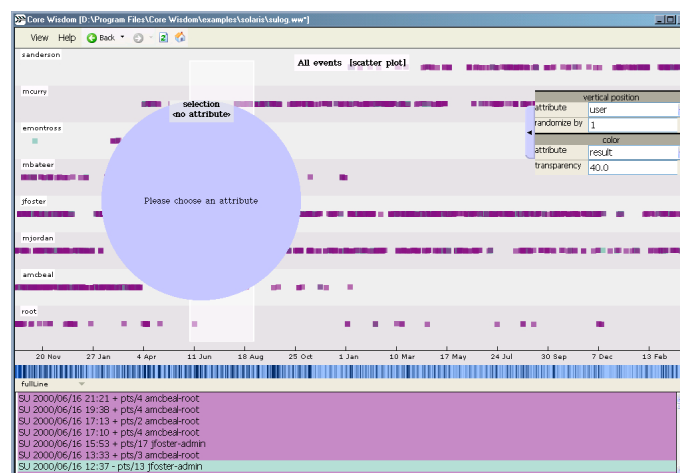 Core Wisdom [D:\Program Files\Core Wisdom\examples\solaris\sulog.ww*]
View Help Back
sanderson
All events [scatter plot]
mcurry
selection
<no attribute>
vertical position
attribute user
randomize by 1
color
attribute result
transparency 40.0
emontross
mbateer
jfoster
Please choose an attribute
mjordan
amcbeal
root
20 Nov 27 Jan 4 Apr 11 Jun 18 Aug 25 Oct 1 Jan 10 Mar 17 May 24 Jul 30 Sep 7 Dec 13 Feb
fullLine
SU 2000/06/16 21:21 + pts/4 amcbeal-root
SU 2000/06/16 19:38 + pts/4 amcbeal-root
SU 2000/06/16 17:13 + pts/2 amcbeal-root
SU 2000/06/16 17:10 + pts/4 amcbeal-root
SU 2000/06/16 15:53 + pts/17 jfoster-admin
SU 2000/06/16 13:33 + pts/3 amcbeal-root
SU 2000/06/16 12:37 - pts/13 jfoster-admin